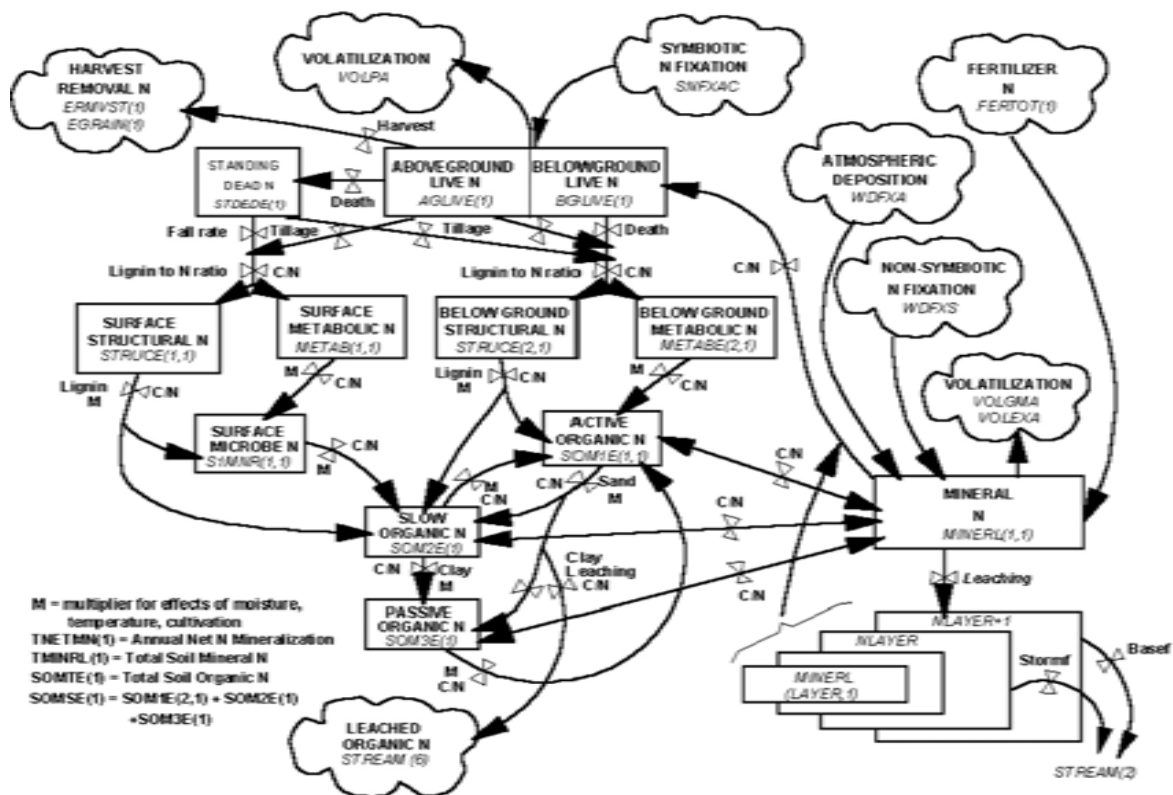 VOLATILIZATION
VOLPA
SYMBIOTIC
N FIXATION
SNFXAC
HARVEST
REMOVAL N
ERMVST(1)
EGRAIN(1)
FERTILIZER
N
FERTOT(1)
Harvest
STANDING
DEAD N
STDEDE(1)
ABOVEGROUND
LIVE N
AGLIVE(1)
BELOWGROUND
LIVE N
BGLIVE(1)
ATMOSPHERIC
DEPOSITION
WDFXA
Death
Fall rate
Tillage
Tillage
Death
Lignin to N ratio
C/N
Lignin to N ratio
C/N
C/N
NON-SYMBIOTIC
N FIXATION
WDFXS
SURFACE
STRUCTURAL N
STRUCE(1,1)
SURFACE
METABOLIC N
METAB(1,1)
BELOW GROUND
STRUCTURAL N
STRUCE(2,1)
BELOW GROUND
METABOLIC N
METABE(2,1)
Lignin
M
C/N
M
C/N
Lignin
M
C/N
M
C/N
VOLATILIZATION
VOLGMA
VOLEXA
SURFACE
MICROBE N
S1MNR(1,1)
C/N
M
ACTIVE
ORGANIC N
SOM1E(1,1)
C/N
M
C/N
C/N
Sand
M
MINERAL
N
MINERL(1,1)
SLOW
ORGANIC N
SOM2E(1)
C/N
C/N
Clay
M
Clay
Leaching
C/N
C/N
Leaching
PASSIVE
ORGANIC N
SOM3E(1)
M
C/N
NLAYER+1
NLAYER
MINERL
(LAYER,1)
Stormf
Basef
STREAM(2)
M = multiplier for effects of moisture,
temperature, cultivation
TNETMN(1) = Annual Net N Mineralization
TMINRL(1) = Total Soil Mineral N
SOMTE(1) = Total Soil Organic N
SOMSE(1) = SOM1E(2,1) + SOM2E(1)
+SOM3E(1)
LEACHED
ORGANIC N
STREAM (6)